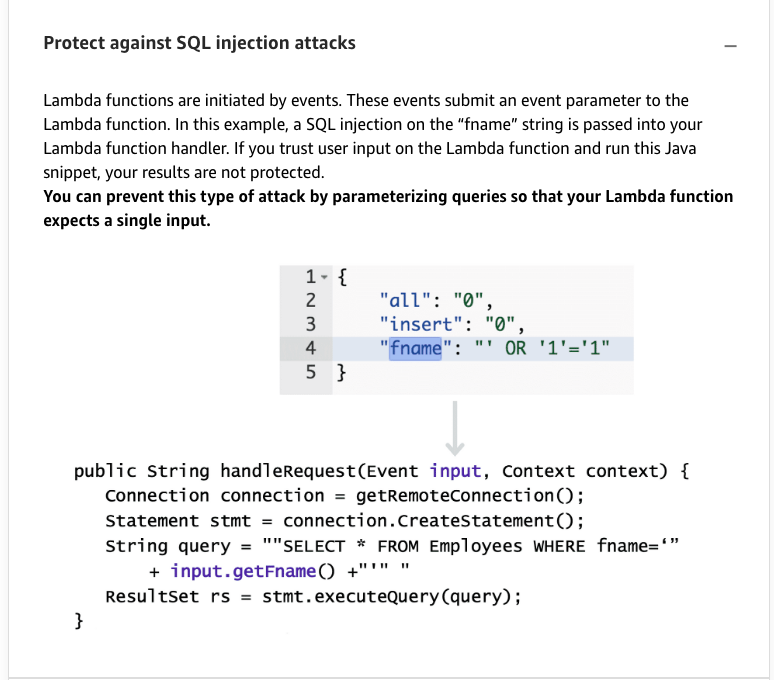 Protect against SQL injection attacks
Lambda functions are initiated by events. These events submit an event parameter to the
Lambda function. In this example, a SQL injection on the “fname” string is passed into your
Lambda function handler. If you trust user input on the Lambda function and run this Java
snippet, your results are not protected.
You can prevent this type of attack by parameterizing queries so that your Lambda function
expects a single input.
1 {
2 "all": "0",
3 "insert": "0",
4 "fname": "' OR '1'='1"
5 }
public String handleRequest(Event input, Context context) {
Connection connection = getRemoteConnection();
Statement stmt = connection.CreateStatement();
String query = ""SELECT * FROM Employees WHERE fname=‘”
+ input.getFname() +"'" "
ResultSet rs = stmt.executeQuery(query);
}